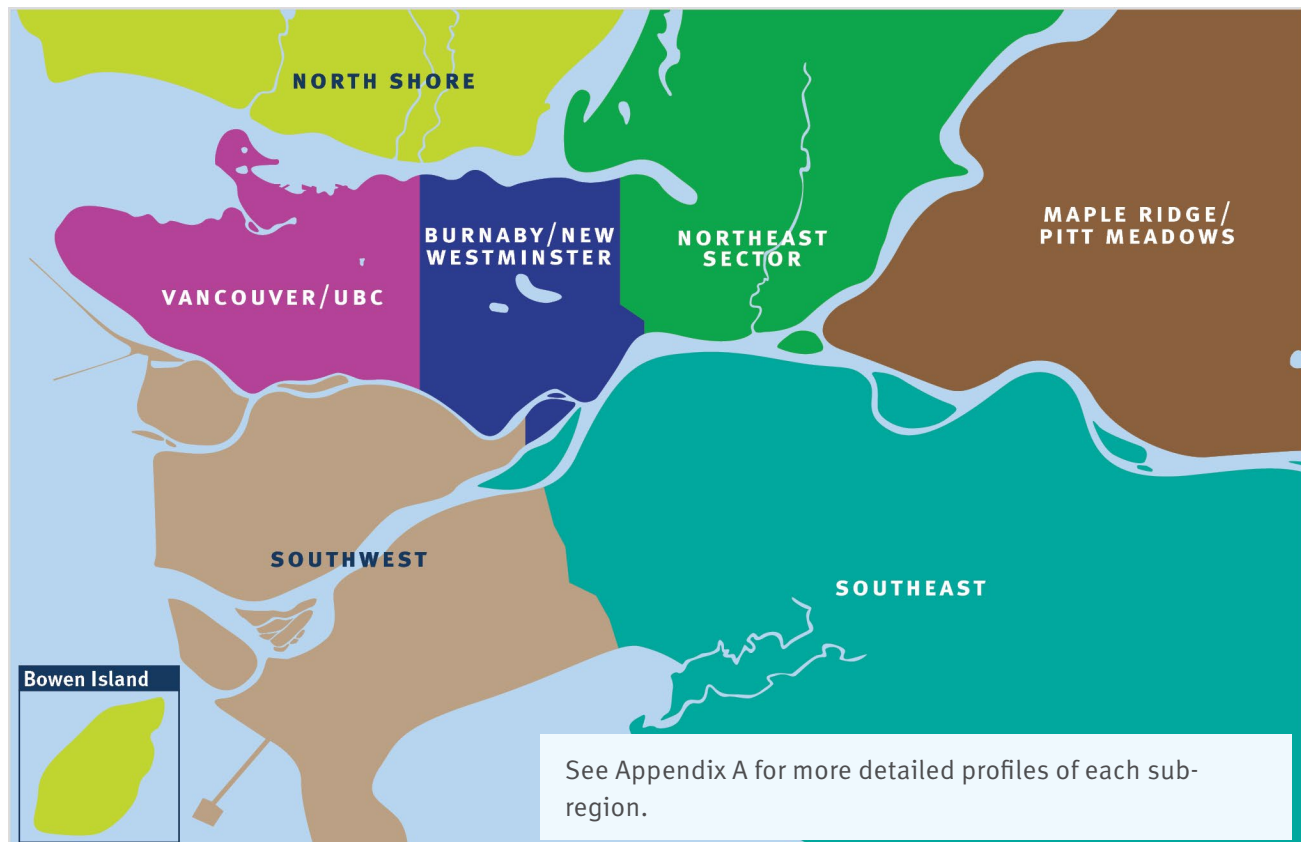 NORTH SHORE
BURNABY/NEW
WESTMINSTER
NORTHEAST
SECTOR
MAPLE RIDGE/
PITT MEADOWS
VANCOUVER/UBC
SOUTHWEST
SOUTHEAST
Bowen Island
See Appendix A for more detailed profiles of each sub-
region.